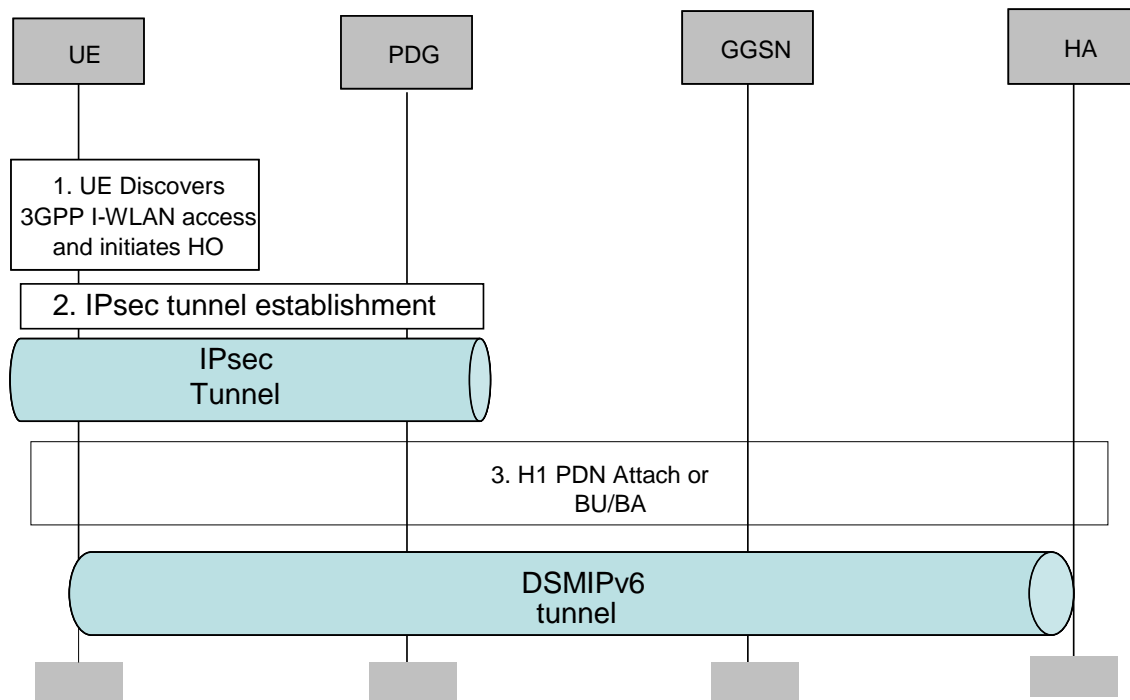 UE
PDG
GGSN
HA
1. UE Discovers
3GPP I-WLAN access
and initiates HO
2. IPsec tunnel establishment
IPsec
Tunnel
3. H1 PDN Attach or
BU/BA
DSMIPv6
tunnel